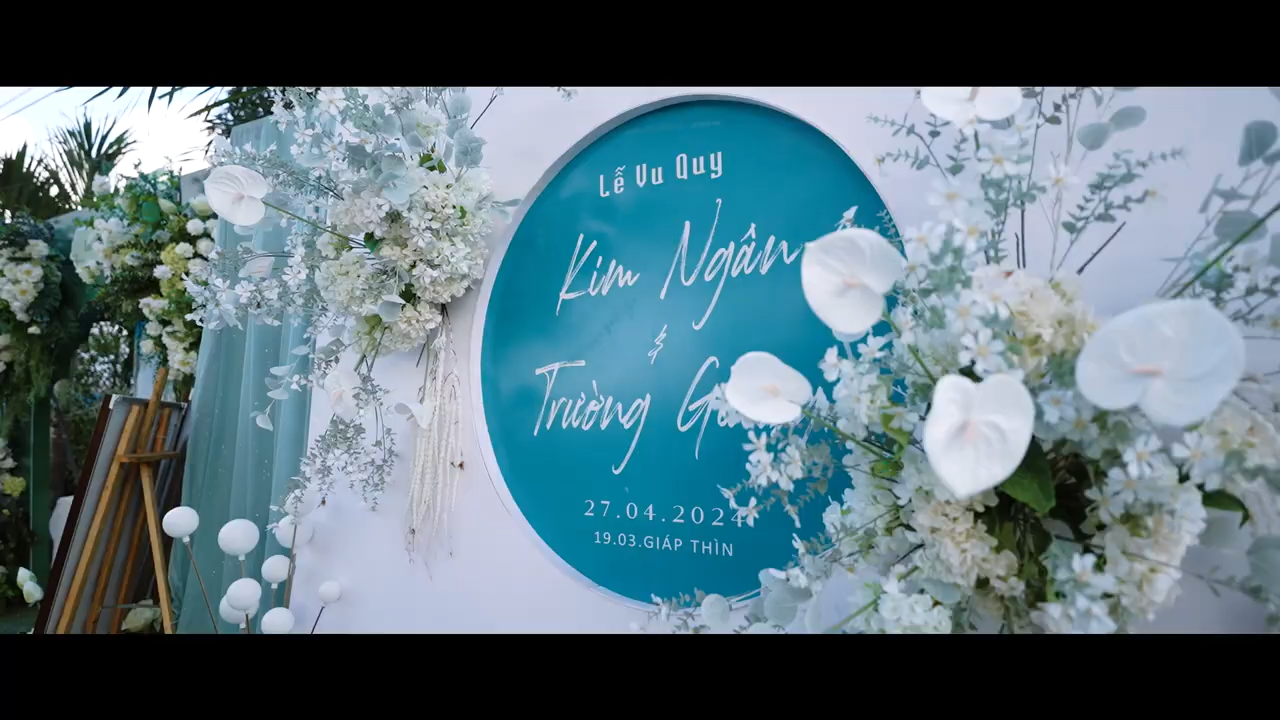 Lễ Vu Quy
Kim Ngân
&
Trường
27.04.2024
19.03.GIÁP THÌN